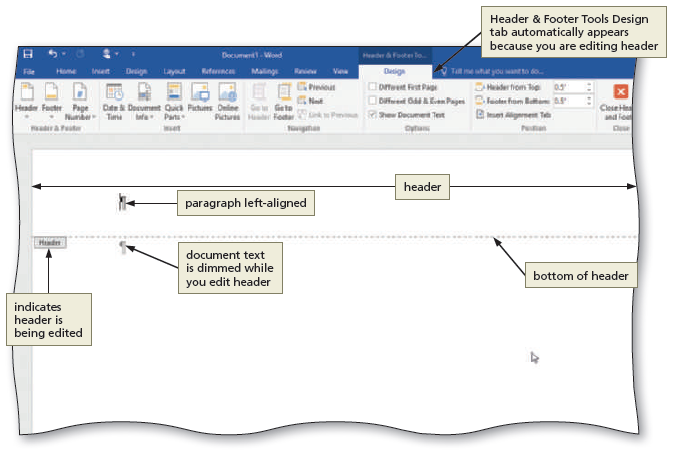 Header & Footer Tools Design
tab automatically appears
because you are editing header
Document1 - Word
Header & Footer To...
File Home Insert Design Layout References Mailings Review View Design Tell me what you want to do...
Header Footer Page Number
Header & Footer
Date & Time Document Info Quick Parts Pictures Online Pictures
Insert
Go to Header Go to Footer
Previous
Next
Link to Previous
Navigation
Different First Page
Different Odd & Even Pages
Show Document Text
Options
Header from Top: 0.5"
Footer from Bottom: 0.5"
Insert Alignment Tab
Position
Close Hea
and Foot
Close
header
paragraph left-aligned
Header
document text
is dimmed while
you edit header
bottom of header
indicates
header is
being edited